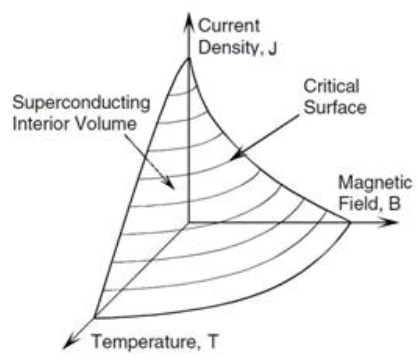 Current
Density, J
Critical
Surface
Superconducting
Interior Volume
Magnetic
Field, B
Temperature, T